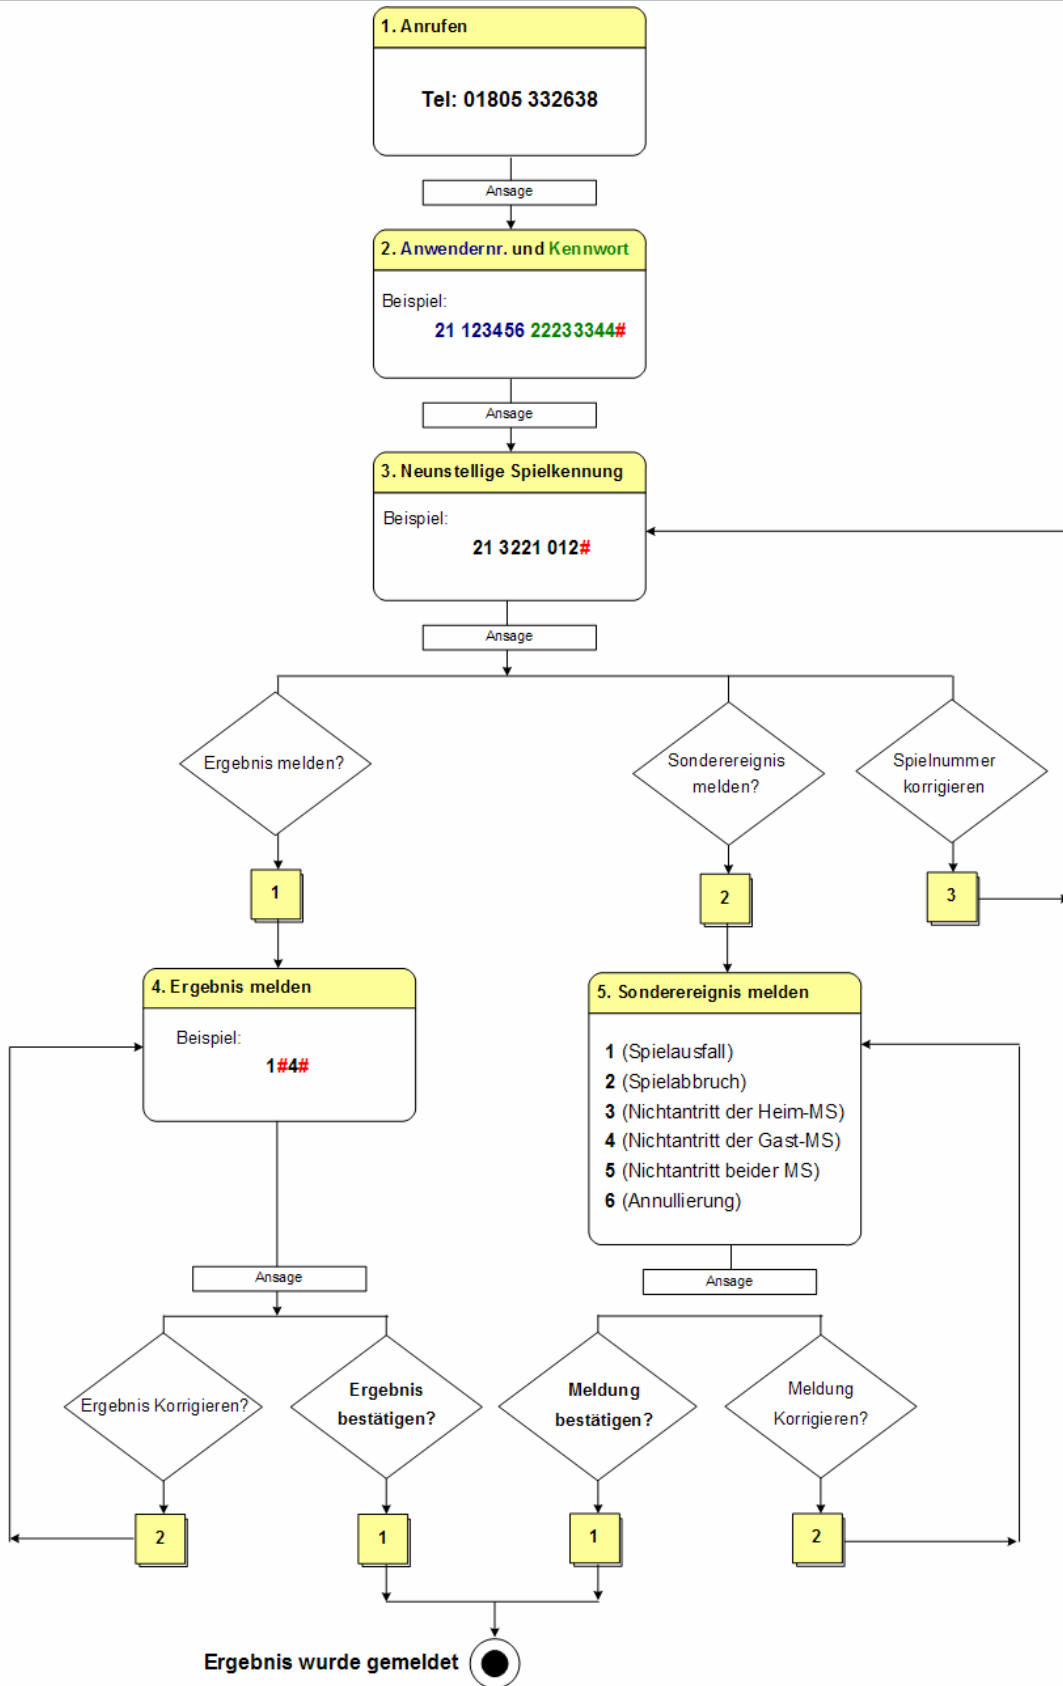 1. Anrufen
Tel: 01805 332638
Ansage
2. Anwendernr. und Kennwort
Beispiel:
21 123456 22233344#
Ansage
3. Neunstellige Spielkennung
Beispiel:
21 3221 012#
Ansage
Ergebnis melden?
Sonderereignis
melden?
Spielnummer
korrigieren
1
2
3
4. Ergebnis melden
Beispiel:
1#4#
5. Sonderereignis melden
1 (Spielausfall)
2 (Spielabbruch)
3 (Nichtantritt der Heim-MS)
4 (Nichtantritt der Gast-MS)
5 (Nichtantritt beider MS)
6 (Annullierung)
Ansage
Ansage
Ergebnis Korrigieren?
Ergebnis
bestätigen?
Meldung
bestätigen?
Meldung
Korrigieren?
2
1
1
2
Ergebnis wurde gemeldet